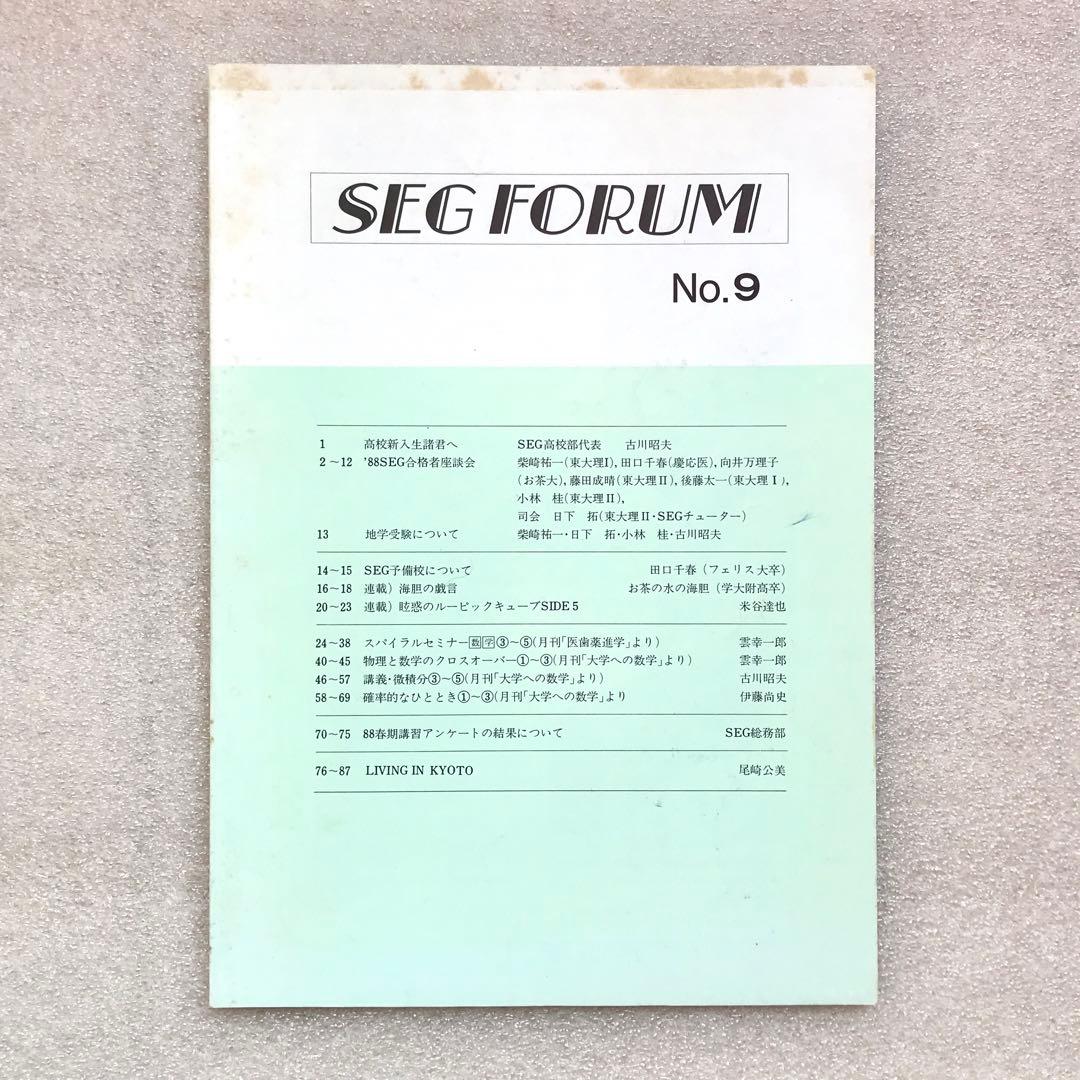 SEG FORUM
No.9
1 高校新入生諸君へ SEG高校部代表 古川昭夫
2～12 '88SEG合格者座談会 柴崎祐一(東大理I), 田口千春(慶応医), 向井万理子
(お茶大), 藤田成晴(東大理II), 後藤太一(東大理I),
小林 桂(東大理II),
司会 日下 拓(東大理II・SEGチューター)
13 地学受験について 柴崎祐一・日下 拓・小林 桂・古川昭夫
14～15 SEG予備校について 田口千春(フェリス大卒)
16～18 連載) 海胆の戯言 お茶の水の海胆(学大附高卒)
20～23 連載) 眩惑のルービックキューブSIDE 5 米谷達也
24～38 スパイラルセミナー数学③～⑤(月刊「医歯薬進学」より) 雲幸一郎
40～45 物理と数学のクロスオーバー①～③(月刊「大学への数学」より) 雲幸一郎
46～57 講義・微積分③～⑤(月刊「大学への数学」より) 古川昭夫
58～69 確率的なひととき①～③(月刊「大学への数学」より 伊藤尚史
70～75 88春期講習アンケートの結果について SEG総務部
76～87 LIVING IN KYOTO 尾崎公美